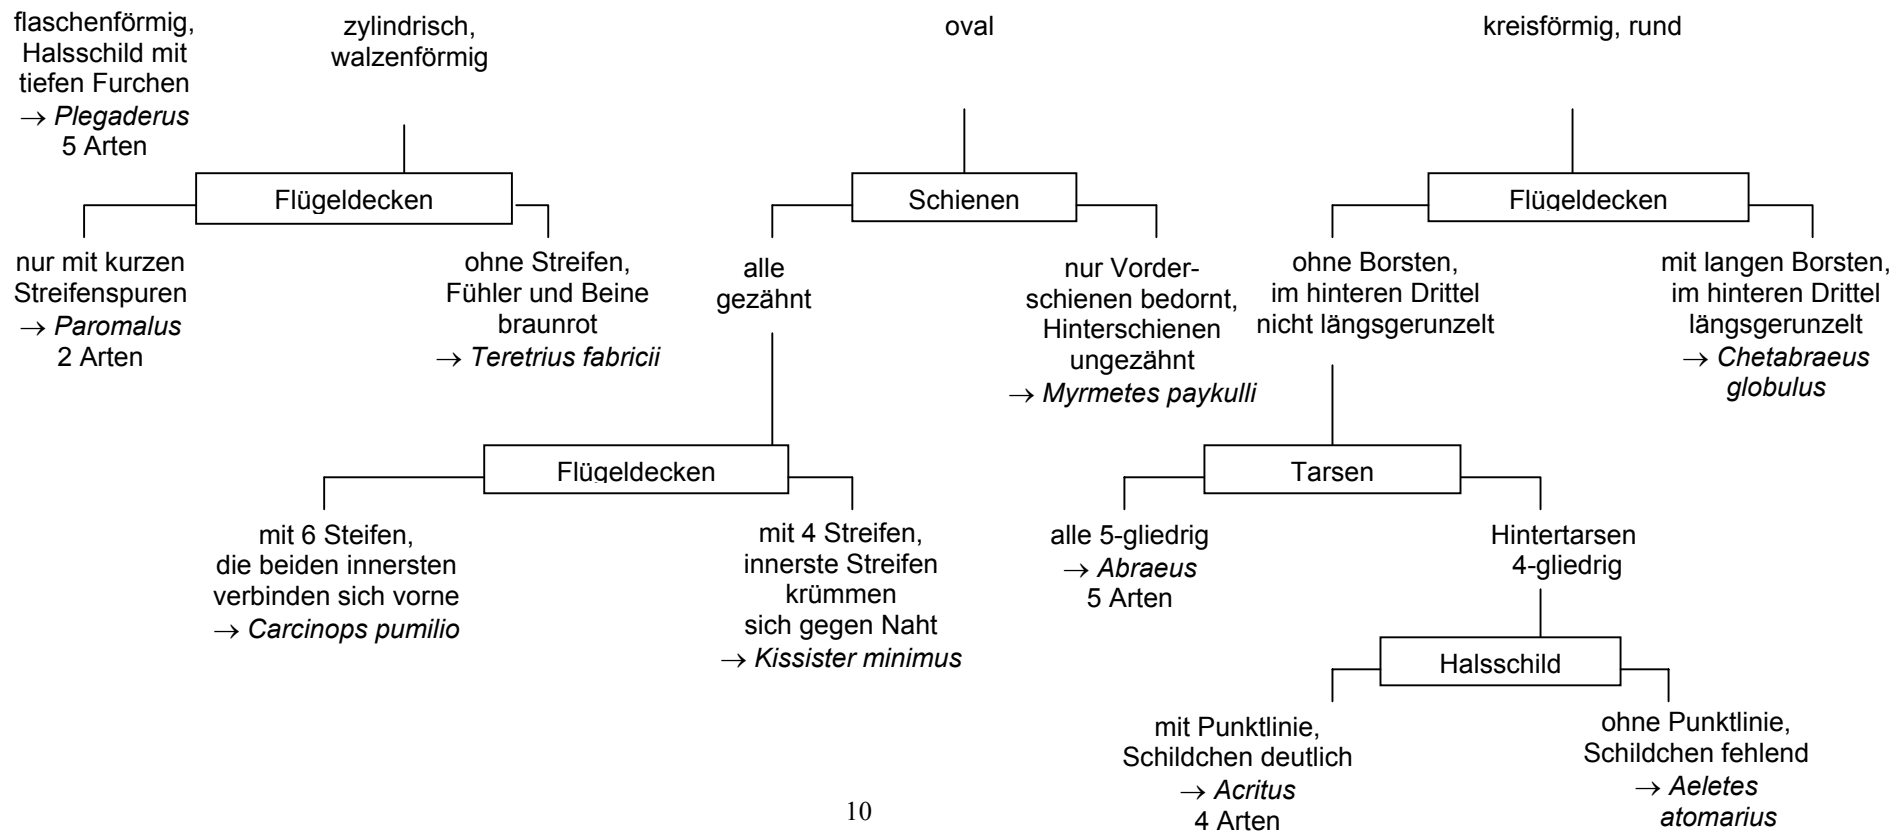 flaschenförmig,
Halsschild mit
tiefen Furchen
→ Plegaderus
5 Arten
zylindrisch,
walzenförmig
oval
kreisförmig, rund
Flügeldecken
Schienen
Flügeldecken
nur mit kurzen
Streifenspuren
→ Paromalus
2 Arten
ohne Streifen,
Fühler und Beine
braunrot
→ Teretrius fabricii
alle
gezähnt
nur Vorder-
schienen bedornt,
Hinterschienen
ungezähnt
→ Myrmetes paykulli
ohne Borsten,
im hinteren Drittel
nicht längsgerunzelt
mit langen Borsten,
im hinteren Drittel
längsgerunzelt
→ Chetabraeus
globulus
Flügeldecken
Tarsen
mit 6 Steifen,
die beiden innersten
verbinden sich vorne
→ Carcinops pumilio
mit 4 Streifen,
innerste Streifen
krümmen
sich gegen Naht
→ Kissister minimus
alle 5-gliedrig
→ Abraeus
5 Arten
Hintertarsen
4-gliedrig
Halsschild
mit Punktlinie,
Schildchen deutlich
→ Acritus
4 Arten
ohne Punktlinie,
Schildchen fehlend
→ Aeletes
atomarius
10